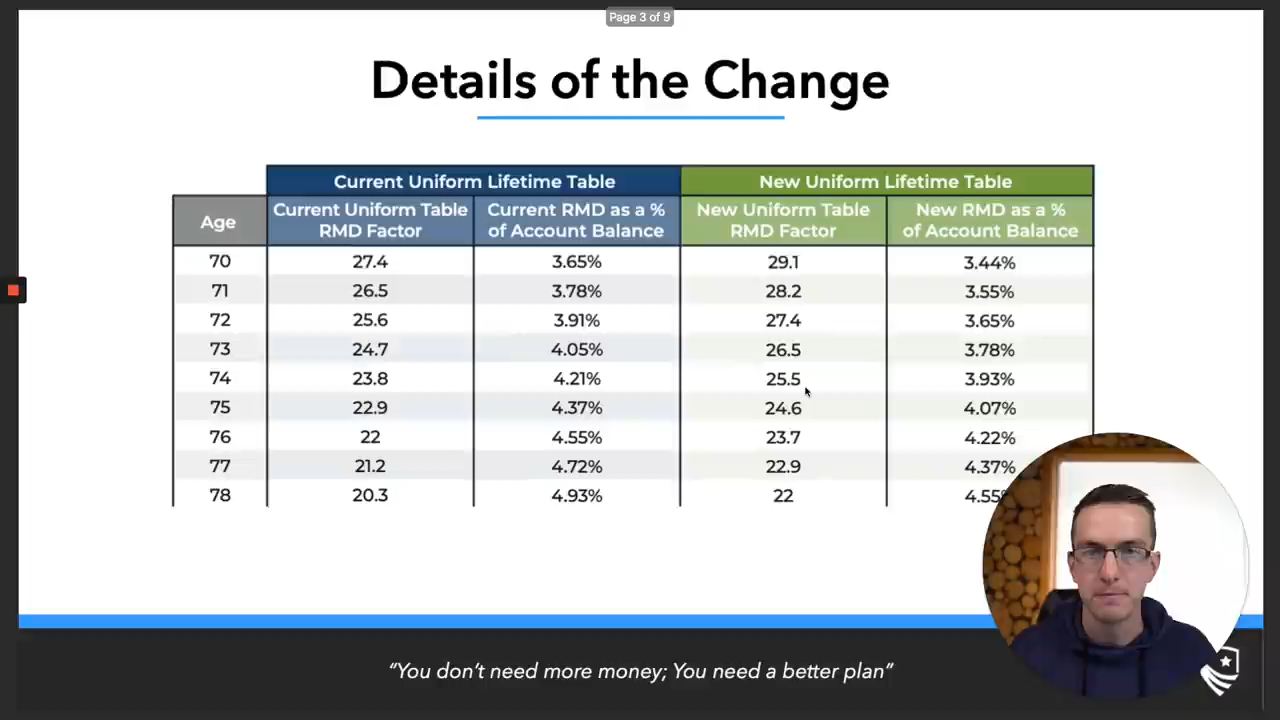 Page 3 of 9
Details of the Change
Current Uniform Lifetime Table New Uniform Lifetime Table
Age Current Uniform Table RMD Factor Current RMD as a % of Account Balance New Uniform Table RMD Factor New RMD as a % of Account Balance
70 27.4 3.65% 29.1 3.44%
71 26.5 3.78% 28.2 3.55%
72 25.6 3.91% 27.4 3.65%
73 24.7 4.05% 26.5 3.78%
74 23.8 4.21% 25.5 3.93%
75 22.9 4.37% 24.6 4.07%
76 22 4.55% 23.7 4.22%
77 21.2 4.72% 22.9 4.37%
78 20.3 4.93% 22 4.55
“You don’t need more money; You need a better plan”